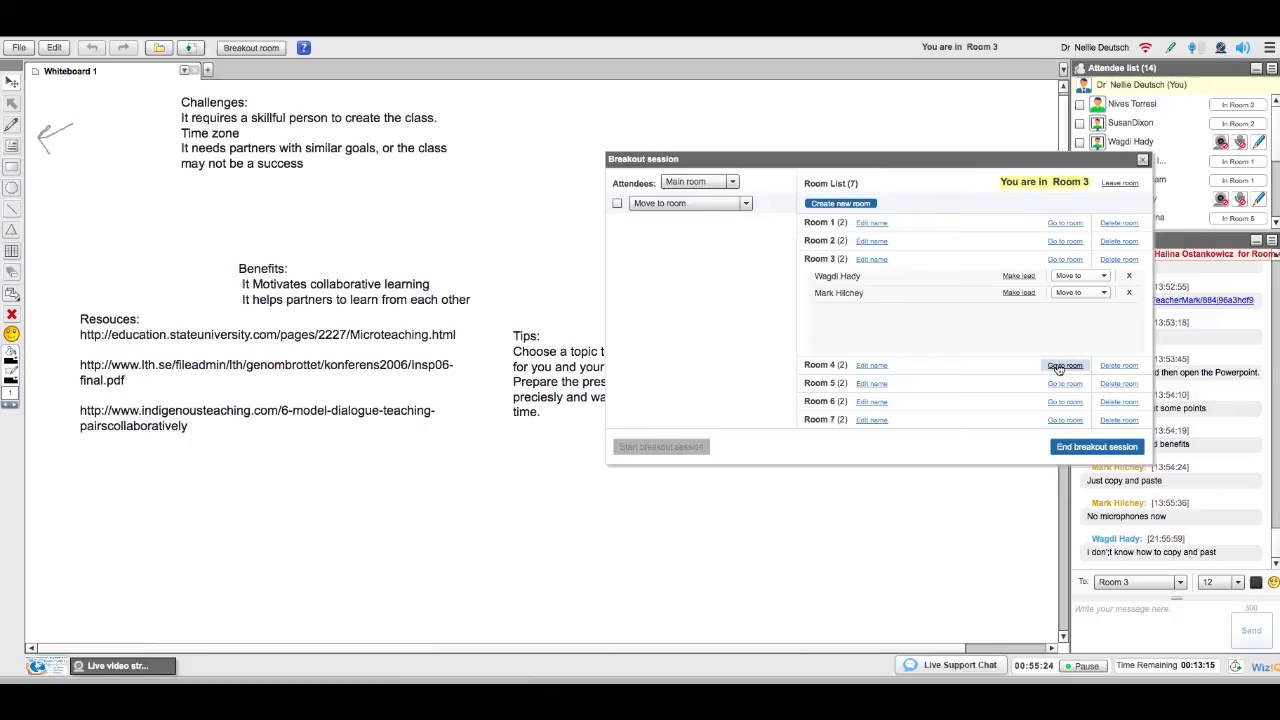 File
Edit
Breakout room
?
You are in Room 3
Dr Nellie Deutsch
Whiteboard 1
+
Challenges:
It requires a skillful person to create the class.
Time zone
It needs partners with similar goals, or the class
may not be a success
Benefits:
It Motivates collaborative learning
It helps partners to learn from each other
Resouces:
http://education.stateuniversity.com/pages/2227/Microteaching.html
http://www.lth.se/fileadmin/lth/genombrottet/konferens2006/Insp06-
final.pdf
http://www.indigenousteaching.com/6-model-dialogue-teaching-
pairscollaboratively
Tips:
Choose a topic t
for you and your
Prepare the pres
preciesly and wa
time.
1
Breakout session
Attendees: Main room
Move to room
Room List (7)
You are in Room 3
Leave room
Create new room
Room 1 (2) Edit name Go to room Delete room
Room 2 (2) Edit name Go to room Delete room
Room 3 (2) Edit name Go to room Delete room
Wagdi Hady Make lead Move to X
Mark Hilchey Make lead Move to X
Room 4 (2) Edit name Go to room Delete room
Room 5 (2) Edit name Go to room Delete room
Room 6 (2) Edit name Go to room Delete room
Room 7 (2) Edit name Go to room Delete room
Start breakout session
End breakout session
Attendee list (14)
Dr Nellie Deutsch (You)
Nives Torresi In Room 2
SusanDixon In Room 2
Wagdi Hady
l... In Room 1
am In Room 1
ya
na In Room 5
Halina Ostankowicz for Room
13:52:55]
TeacherMark/884j96a3hdf9
[13:53:18]
[13:53:45]
d then open the Powerpoint.
[13:54:10]
t some points
[13:54:19]
d benefits
Mark Hilchey: [13:54:24]
Just copy and paste
Mark Hilchey: [13:55:36]
No microphones now
Wagdi Hady: [21:55:59]
I don';t know how to copy and past
To: Room 3 12
Write your message here.
300
Send
Live video str...
Live Support Chat
00:55:24
Pause
Time Remaining 00:13:15
WizIQ